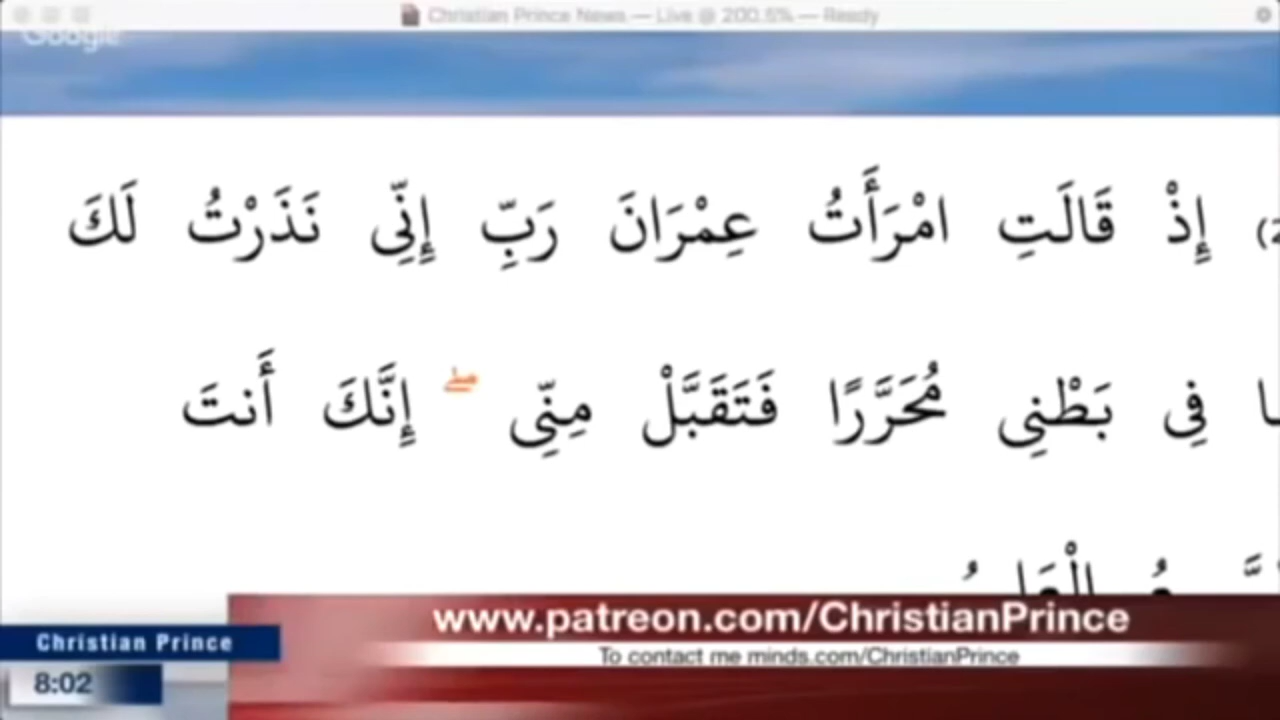 Christian Prince News — Live @ 200.5% — Ready
Google
إِذْ قَالَتِ امْرَأَتُ عِمْرَانَ رَبِّ إِنِّى نَذَرْتُ لَكَ
فِى بَطْنِى مُحَرَّرًا فَتَقَبَّلْ مِنِّى ۖ إِنَّكَ أَنتَ
www.patreon.com/ChristianPrince
Christian Prince
To contact me minds.com/ChristianPrince
8:02